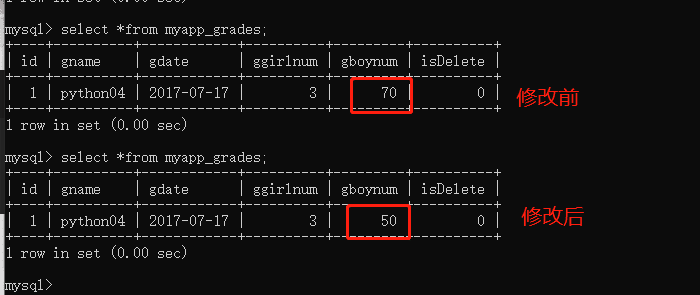 1 row in set (0.00 sec)
mysql> select *from myapp_grades;
+----+----------+------------+----------+---------+----------+
| id | gname | gdate | ggirlnum | gboynum | isDelete |
+----+----------+------------+----------+---------+----------+
| 1 | python04 | 2017-07-17 | 3 | 70 | 0 |
+----+----------+------------+----------+---------+----------+
修改前
1 row in set (0.00 sec)
mysql> select *from myapp_grades;
+----+----------+------------+----------+---------+----------+
| id | gname | gdate | ggirlnum | gboynum | isDelete |
+----+----------+------------+----------+---------+----------+
| 1 | python04 | 2017-07-17 | 3 | 50 | 0 |
+----+----------+------------+----------+---------+----------+
修改后
1 row in set (0.00 sec)
mysql>